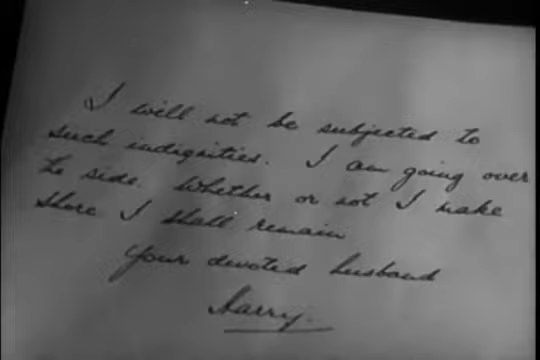 I will not be subjected to
such indignities. I am going over
the side. Whether or not I make
shore I shall remain
Your devoted husband
Harry.